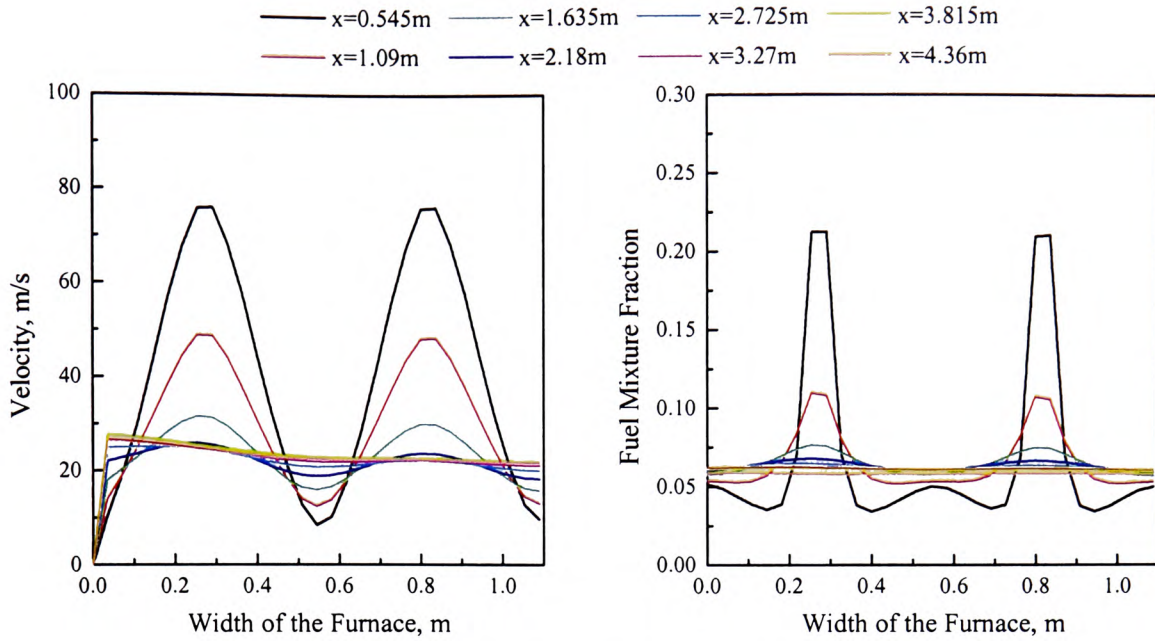 x=0.545m x=1.635m x=2.725m x=3.815m
x=1.09m x=2.18m x=3.27m x=4.36m
100
80
60
40
20
0
Velocity, m/s
0.0 0.2 0.4 0.6 0.8 1.0
Width of the Furnace, m
0.30
0.25
0.20
0.15
0.10
0.05
0.00
Fuel Mixture Fraction
0.0 0.2 0.4 0.6 0.8 1.0
Width of the Furnace, m